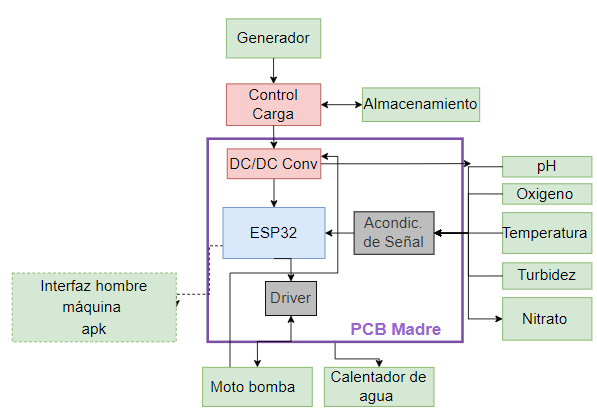 Generador
Control
Carga
Almacenamiento
DC/DC Conv
pH
Oxigeno
ESP32
Acondic.
de Señal
Temperatura
Turbidez
Interfaz hombre
máquina
apk
Driver
Nitrato
PCB Madre
Moto bomba
Calentador de
agua